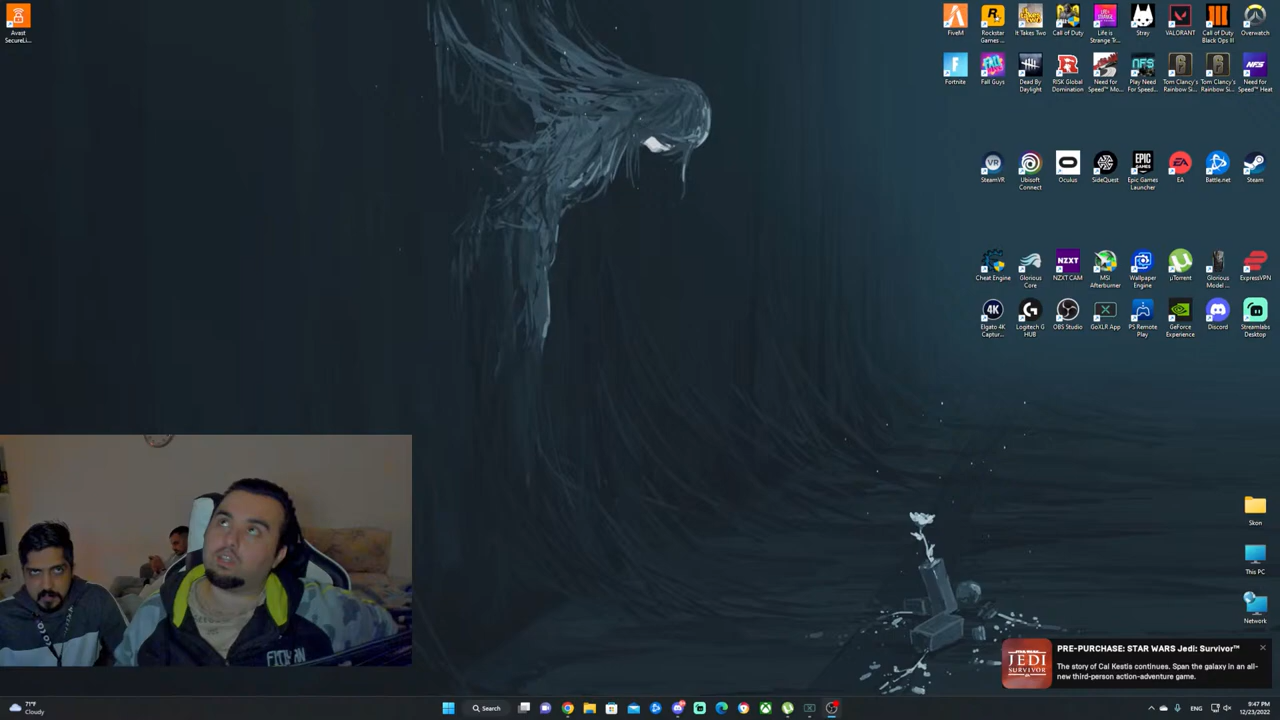 Avast
SecureLi...
FiveM
Rockstar
Games ...
It Takes Two
Call of Duty
Life is
Strange Tr...
Stray
VALORANT
Call of Duty
Black Ops III
Overwatch
Fortnite
Fall Guys
Dead By
Daylight
RISK Global
Domination
Need for
Speed™ Mo...
Play Need
For Speed...
Tom Clancy's
Rainbow Si...
Tom Clancy's
Rainbow Si...
Need for
Speed™ Heat
SteamVR
Ubisoft
Connect
Oculus
SideQuest
Epic Games
Launcher
EA
Battle.net
Steam
Cheat Engine
Glorious
Core
NZXT
NZXT CAM
MSI
Afterburner
Wallpaper
Engine
µTorrent
Glorious
Model ...
ExpressVPN
4K
Elgato 4K
Captur...
Logitech G
HUB
OBS Studio
GoXLR App
PS Remote
Play
GeForce
Experience
Discord
Streamlabs
Desktop
Skon
This PC
Network
JEDI
SURVIVOR
PRE-PURCHASE: STAR WARS Jedi: Survivor™
The story of Cal Kestis continues. Span the galaxy in an all-
new third-person action-adventure game.
71°F
Cloudy
Search
ENG
9:47 PM
12/23/2022